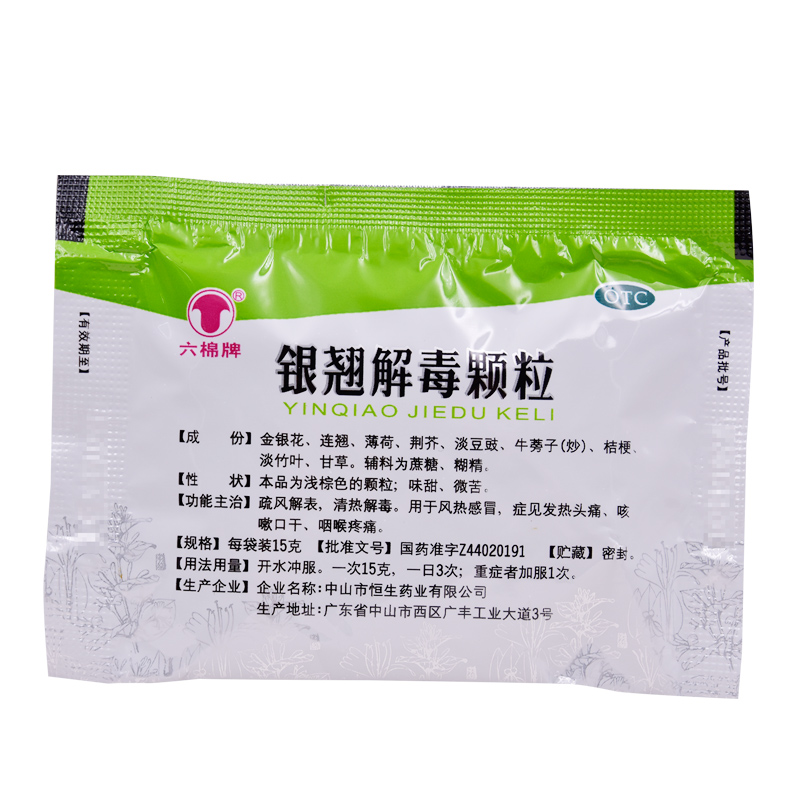 OTC
®
六棉牌
【有效期至】
【产品批号】
银翘解毒颗粒
YINQIAO JIEDU KELI
【成 份】金银花、连翘、薄荷、荆芥、淡豆豉、牛蒡子(炒)、桔梗、
淡竹叶、甘草。辅料为蔗糖、糊精。
【性 状】本品为浅棕色的颗粒；味甜、微苦。
【功能主治】疏风解表，清热解毒。用于风热感冒，症见发热头痛、咳
嗽口干、咽喉疼痛。
【规格】每袋装15克 【批准文号】国药准字Z44020191 【贮藏】密封。
【用法用量】开水冲服。一次15克，一日3次；重症者加服1次。
【生产企业】企业名称:中山市恒生药业有限公司
生产地址:广东省中山市西区广丰工业大道3号